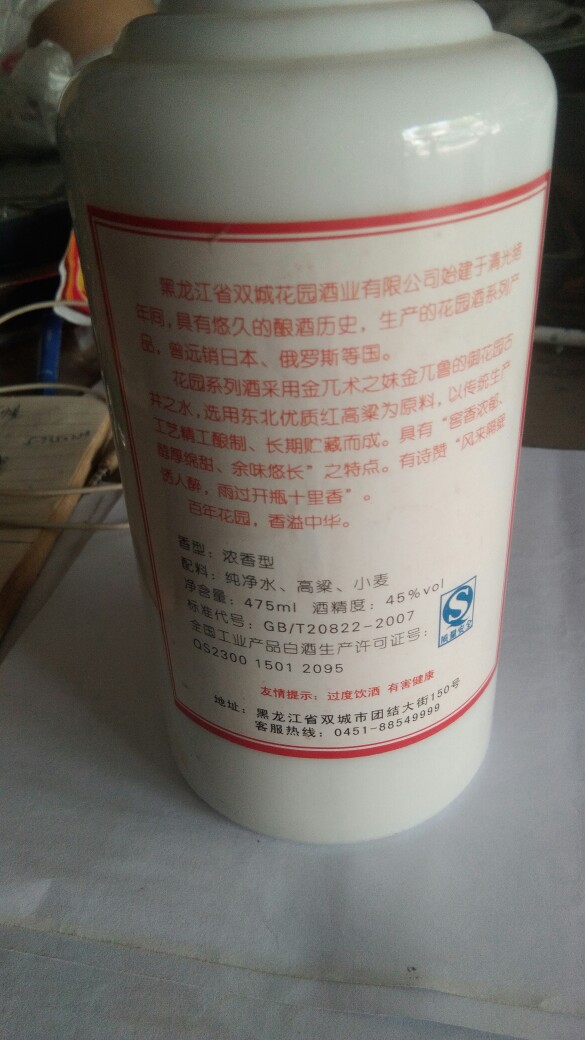 黑龙江省双城花园酒业有限公司始建于清光绪
年间，具有悠久的酿酒历史，生产的花园酒系列产
品，曾远销日本、俄罗斯等国。
花园系列酒采用金兀术之妹金兀鲁的御花园古
井之水，选用东北优质红高粱为原料，以传统生产
工艺精工酿制、长期贮藏而成。具有“窖香浓郁、
醇厚绵甜、余味悠长”之特点。有诗赞“风来隔壁
诱人醉，雨过开瓶十里香”。
百年花园，香溢中华。
香型：浓香型
配料：纯净水、高粱、小麦
净含量：475ml 酒精度：45%vol
标准代号：GB/T20822-2007
全国工业产品白酒生产许可证号：
QS2300 1501 2095
质量安全
友情提示：过度饮酒 有害健康
地址：黑龙江省双城市团结大街150号
客服热线：0451-88549999